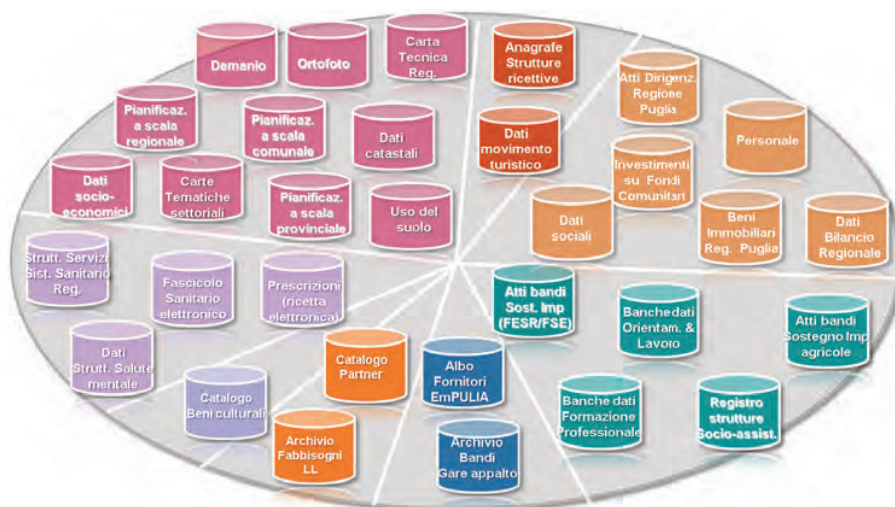 Demanio
Ortofoto
Carta
Tecnica
Reg.
Anagrafe
Strutture
ricettive
Atti Dirigenz.
Regione
Puglia
Pianificaz.
a scala
regionale
Pianificaz.
a scala
comunale
Dati
catastali
Dati
movimento
turistico
Investimenti
su Fondi
Comunitari
Personale
Dati
socio-
economici
Carte
Tematiche
settoriali
Pianificaz.
a scala
provinciale
Uso del
suolo
Dati
sociali
Beni
Immobiliari
Reg. .Puglia
Dati
Bilancio
Regionale
Strutt. Servizi
Sist. Sanitario
Reg.
Fascicolo
Sanitario
elettronico
Prescrizioni
(ricetta
elettronica)
Atti bandi
Sost. Imp
(FESR/FSE)
Banche dati
Orientam. &
Lavoro
Atti bandi
Sostegno Imp
agricole
Dati
Strutt. Salute
mentale
Catalogo
Beni culturali
Catalogo
Partner
Albo
Fornitori
EmPULIA
Banche dati
Formazione
Professionale
Registro
strutture
Socio-assist.
Archivio
Fabbisogni
LL
Archivio
Bandi
Gare appalto